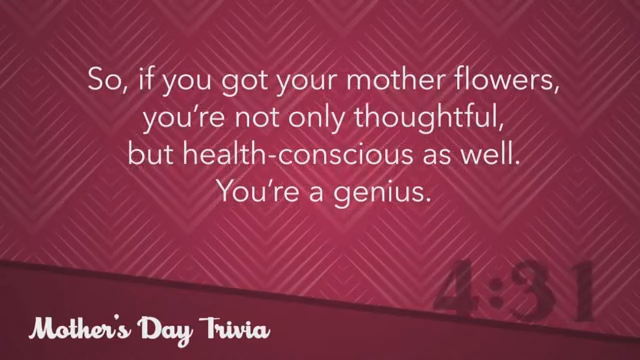 So, if you got your mother flowers,
you're not only thoughtful,
but health-conscious as well.
You're a genius.
4:31
Mother's Day Trivia